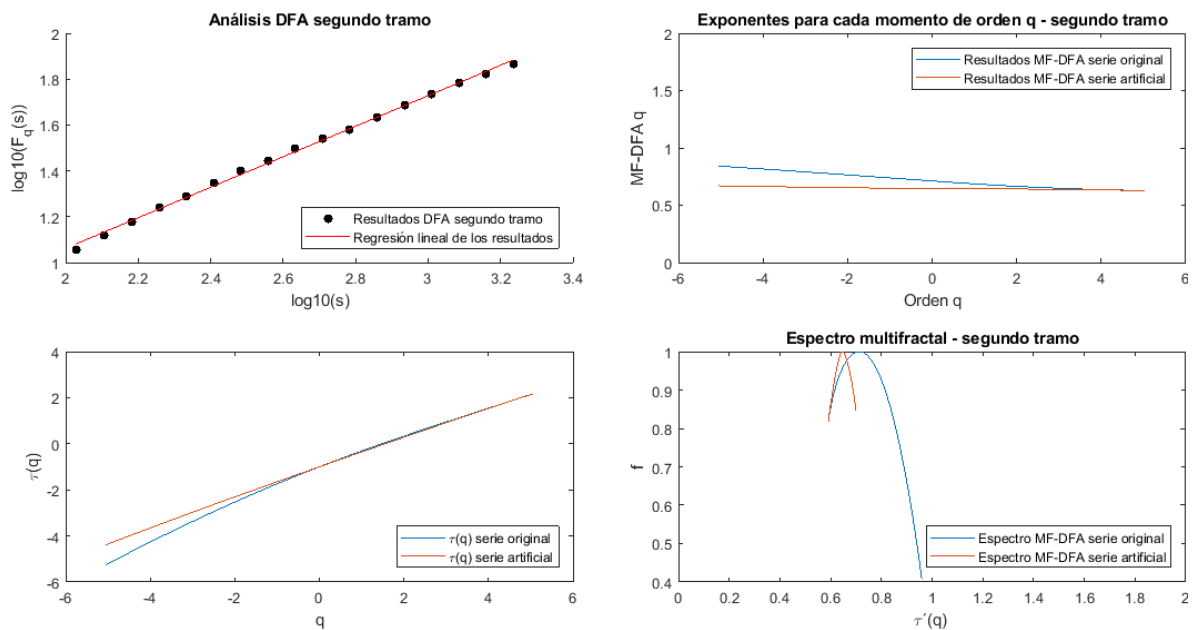 Análisis DFA segundo tramo
2
1.8
1.6
1.4
1.2
1
log10(F_q(s))
Resultados DFA segundo tramo
Regresión lineal de los resultados
2 2.2 2.4 2.6 2.8 3 3.2 3.4
log10(s)
Exponentes para cada momento de orden q - segundo tramo
2
1.5
1
0.5
0
MF-DFA q
Resultados MF-DFA serie original
Resultados MF-DFA serie artificial
-6 -4 -2 0 2 4 6
Orden q
4
2
0
-2
-4
-6
τ(q)
τ(q) serie original
τ(q) serie artificial
-6 -4 -2 0 2 4 6
q
Espectro multifractal - segundo tramo
1
0.9
0.8
0.7
0.6
0.5
0.4
f
Espectro MF-DFA serie original
Espectro MF-DFA serie artificial
0 0.2 0.4 0.6 0.8 1 1.2 1.4 1.6 1.8 2
τ´(q)